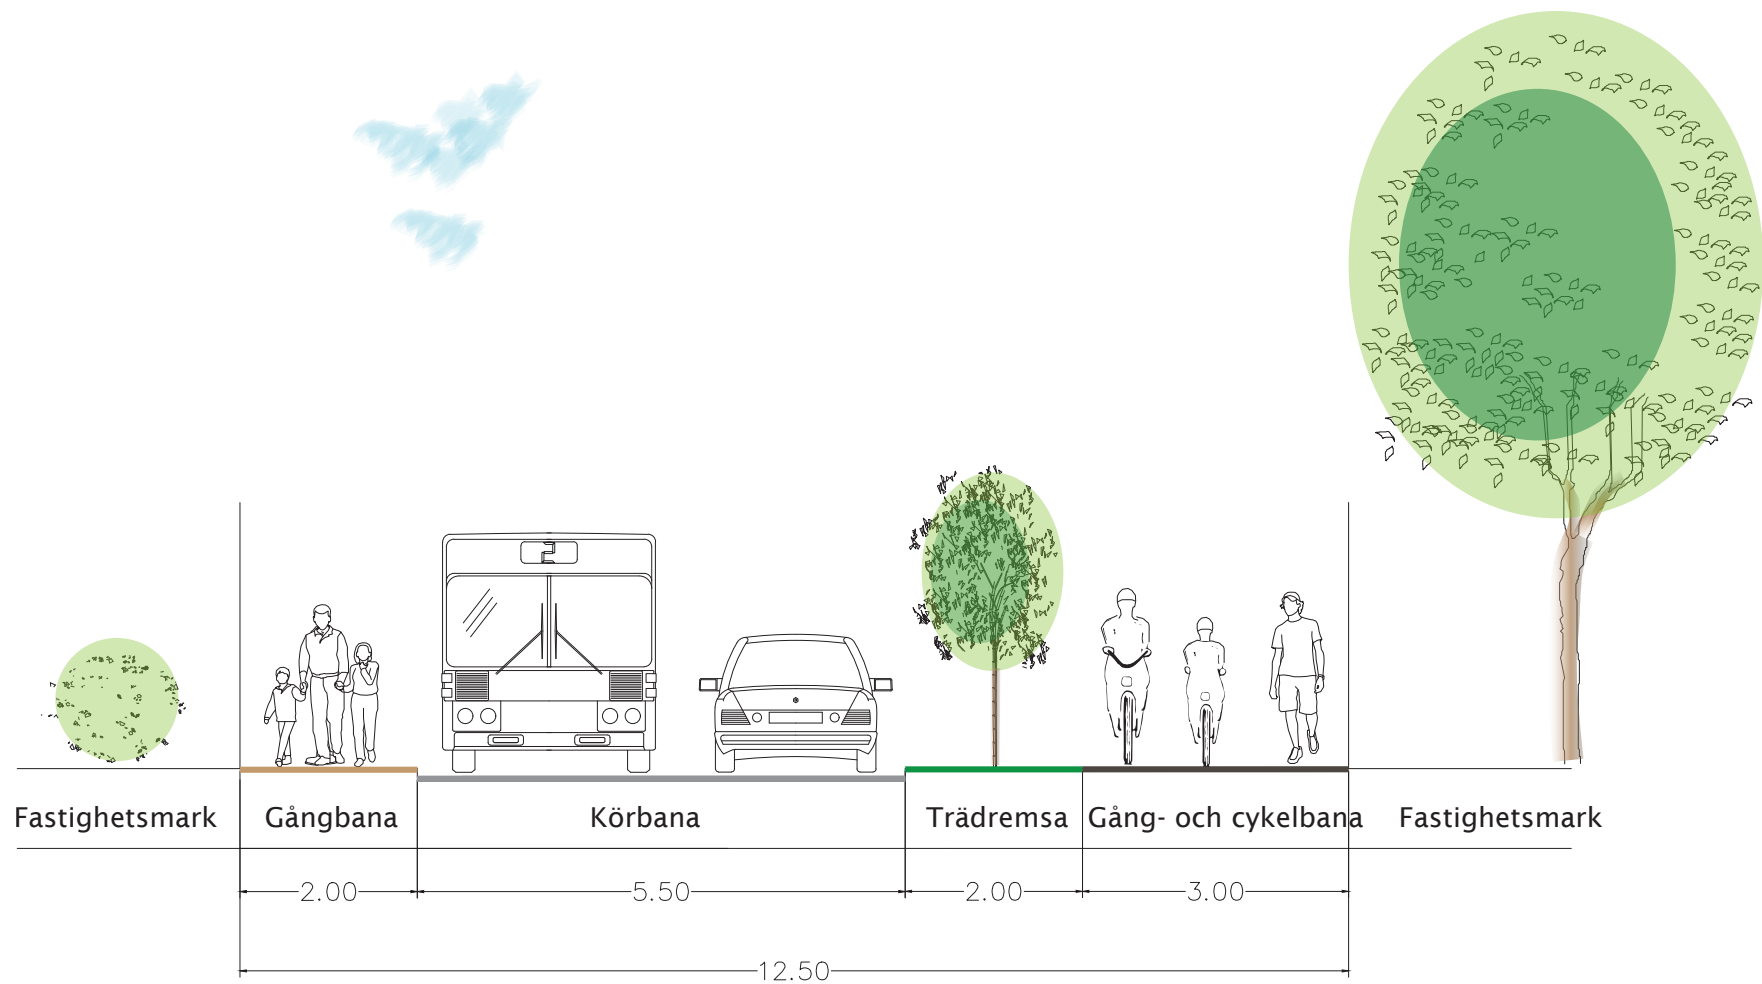 2
Fastighetsmark Gångbana Körbana Trädremsa Gång- och cykelbana Fastighetsmark
2.00 5.50 2.00 3.00
12.50